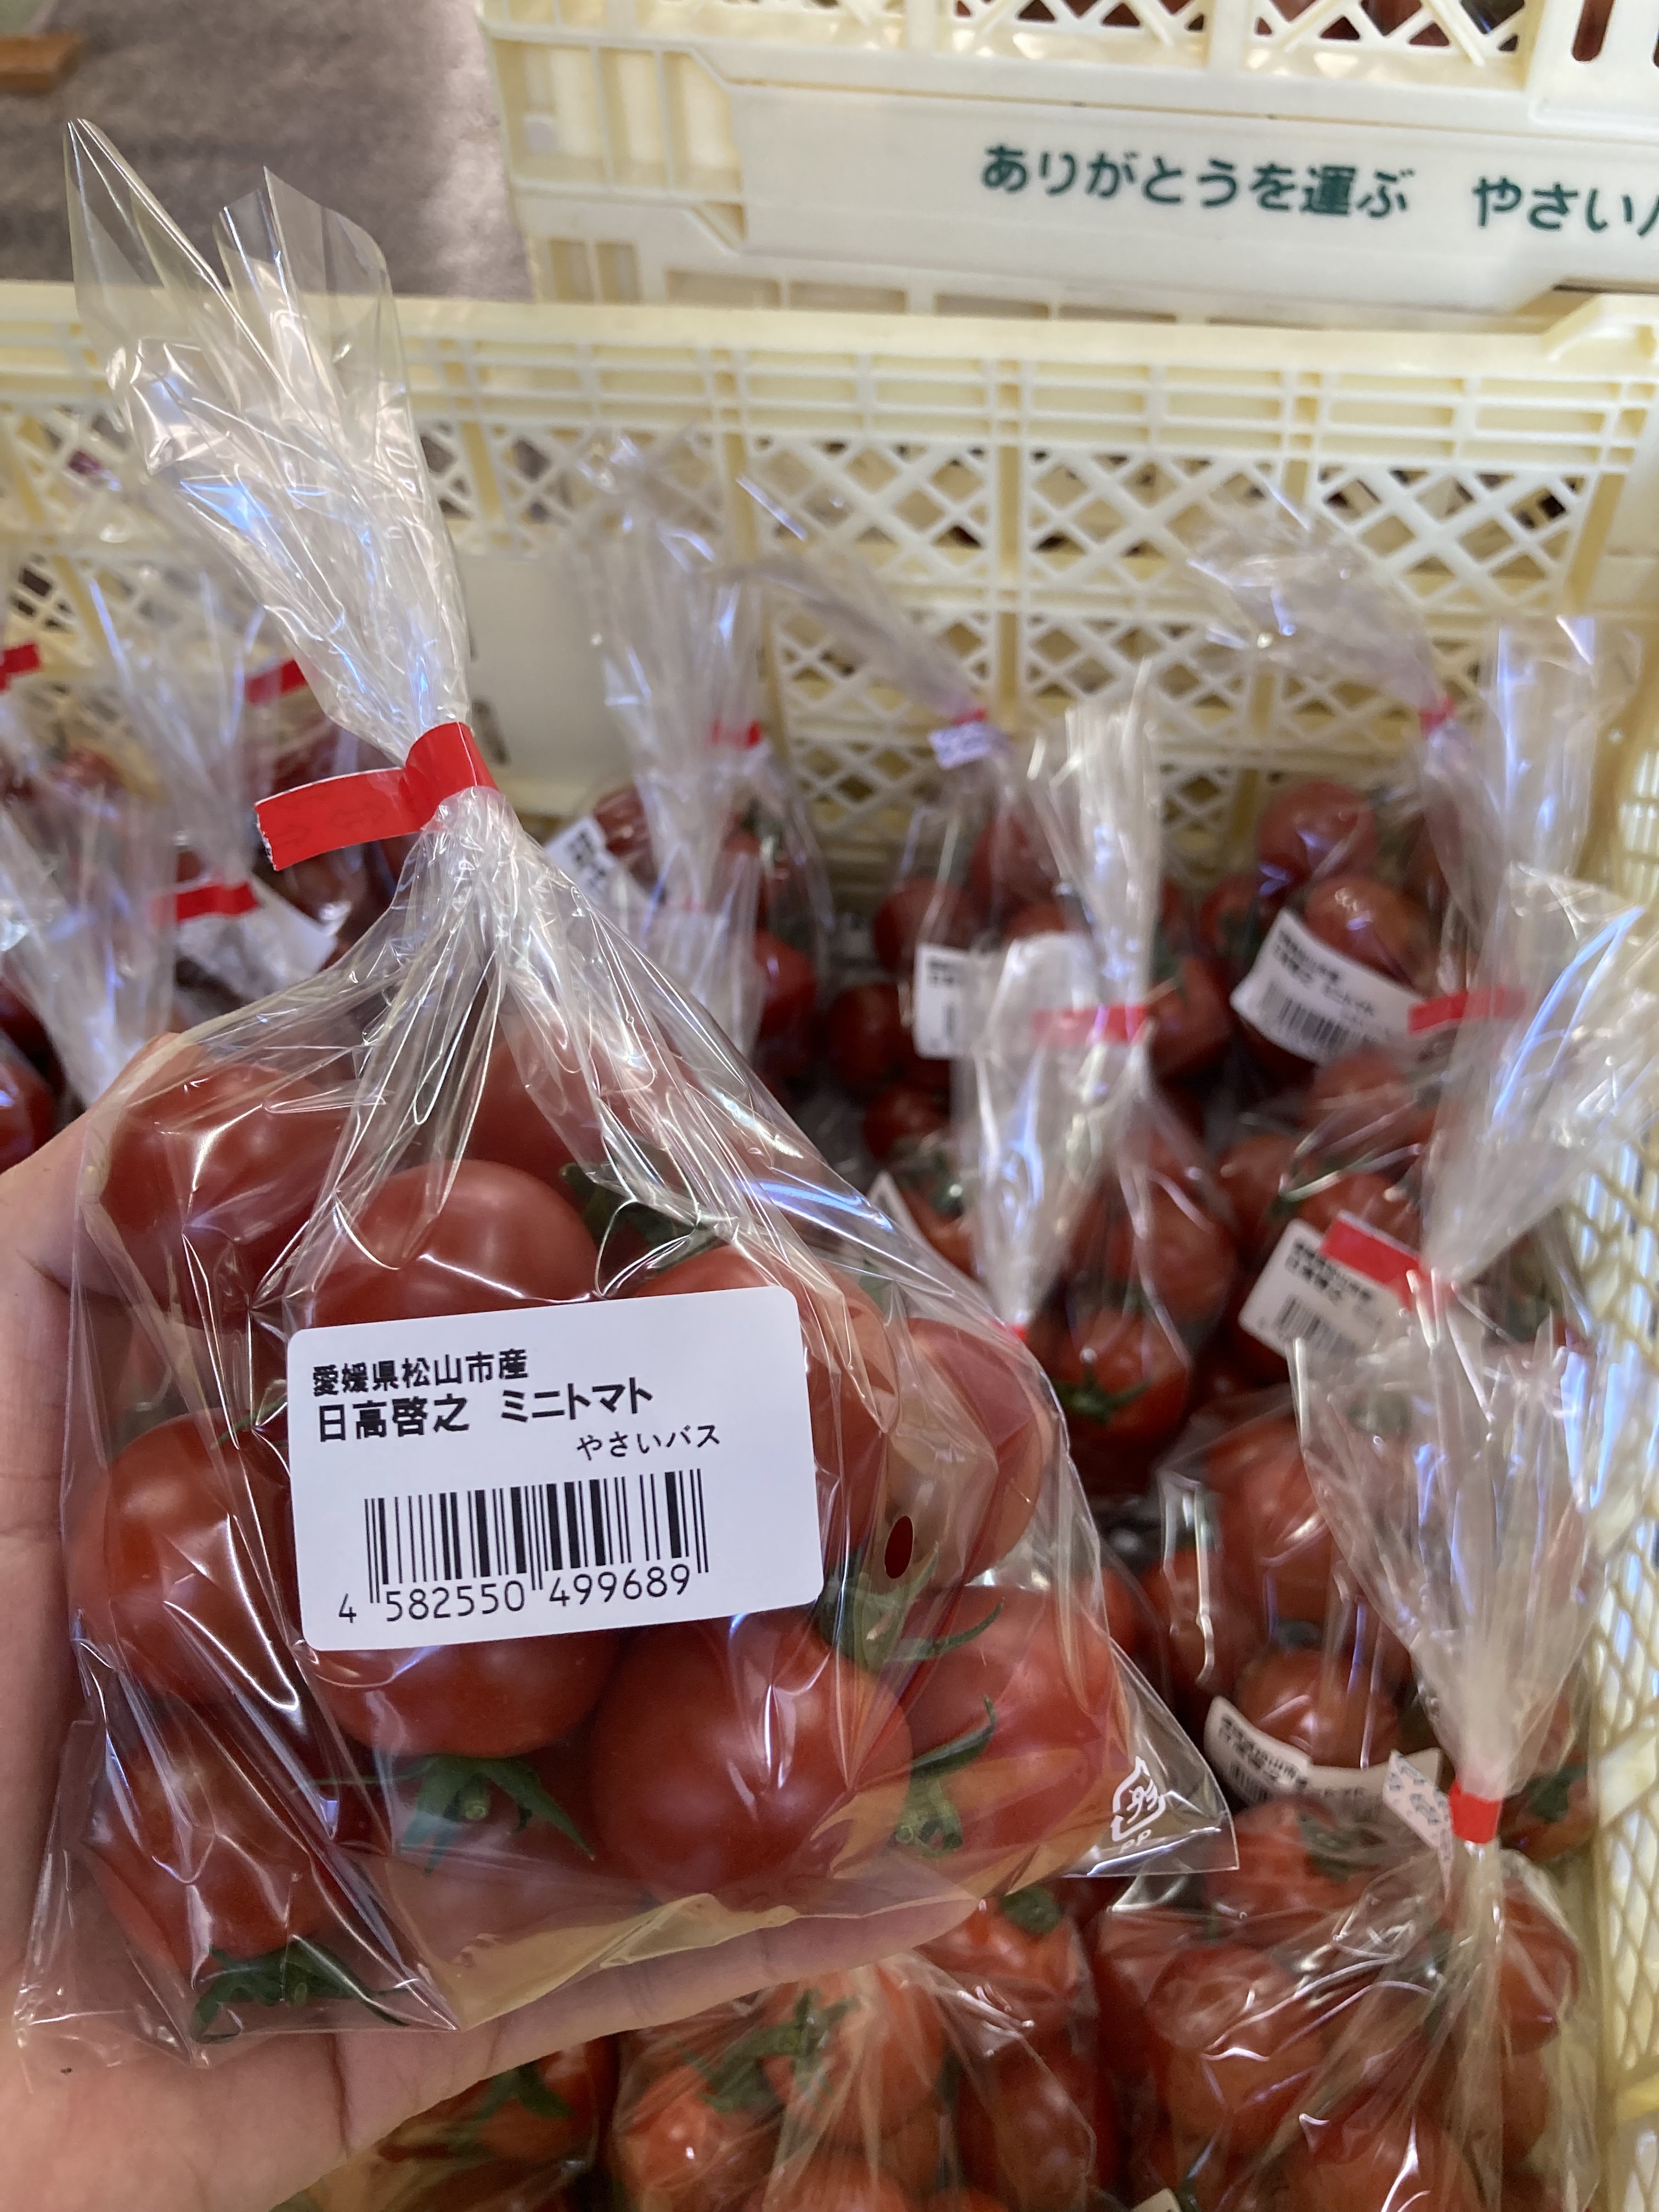 ありがとうを運ぶ やさい
愛媛県松山市産
日高啓之 ミニトマト
やさいバス
4 582550 499689